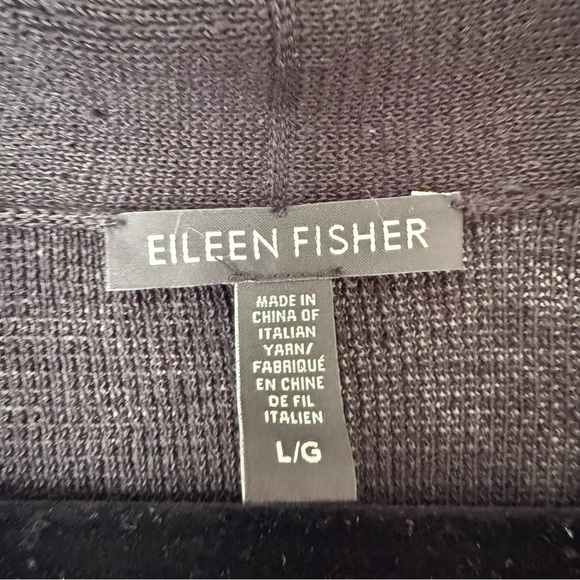 EILEEN FISHER
MADE IN
CHINA OF
ITALIAN
YARN/
FABRIQUÉ
EN CHINE
DE FIL
ITALIEN
L/G